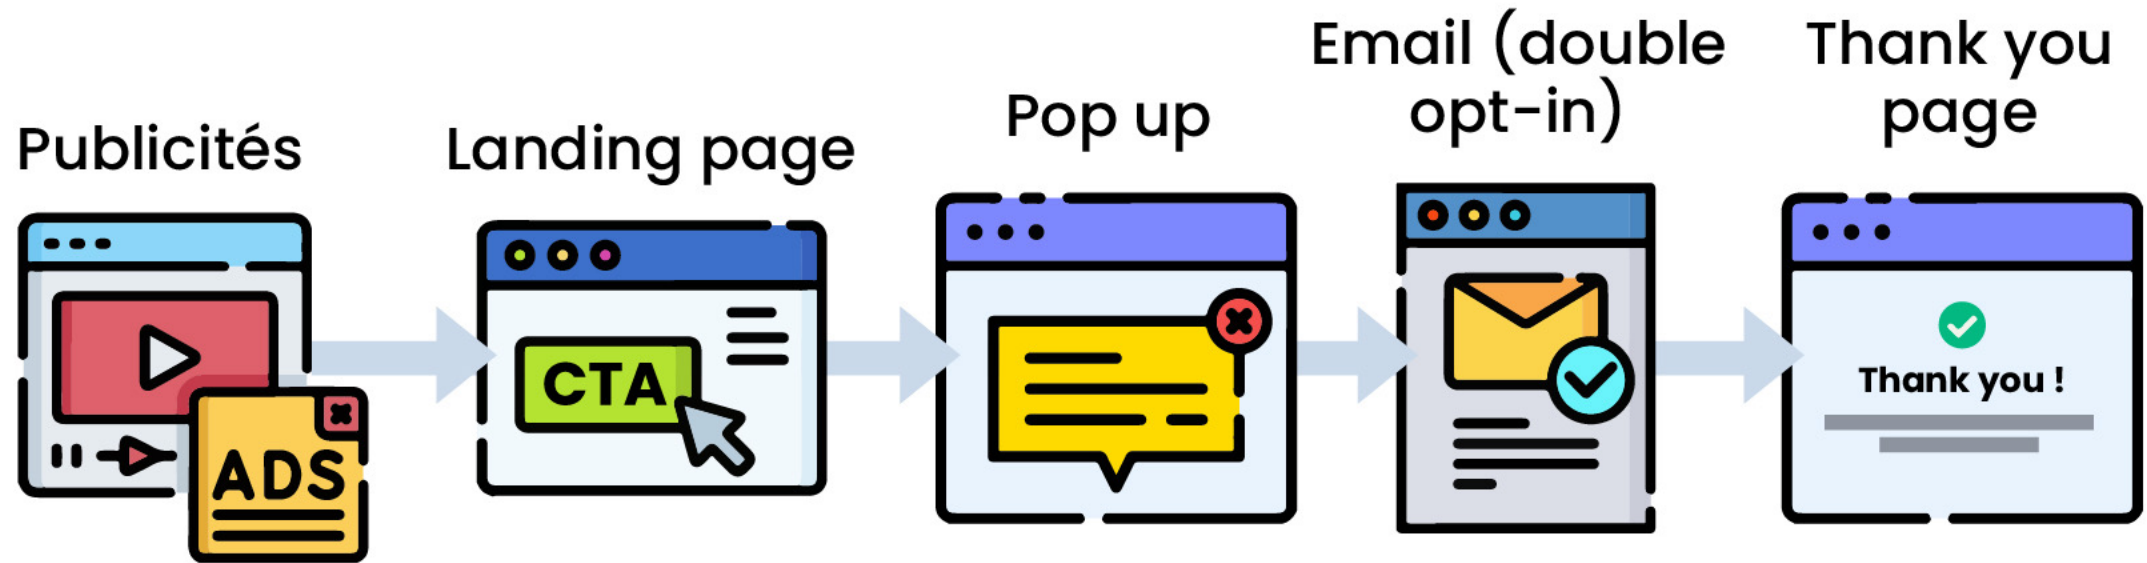 Publicités
ADS
Landing page
CTA
Pop up
Email (double
opt-in)
Thank you
page
Thank you !